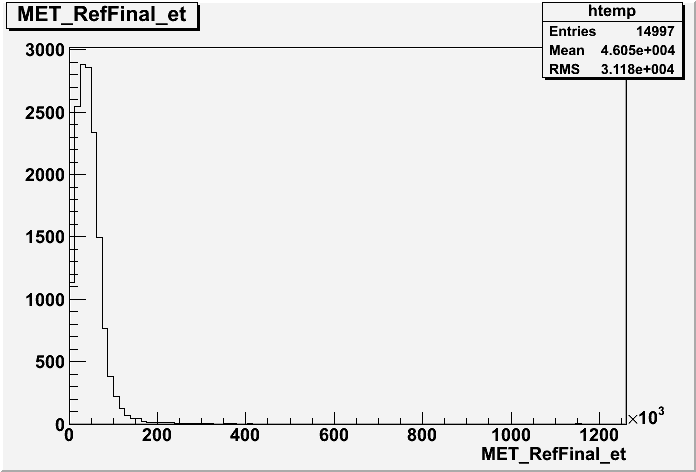 MET_RefFinal_et
htemp
Entries 14997
Mean 4.605e+004
RMS 3.118e+004
3000
2500
2000
1500
1000
500
0
0 200 400 600 800 1000 1200
×10³
MET_RefFinal_et